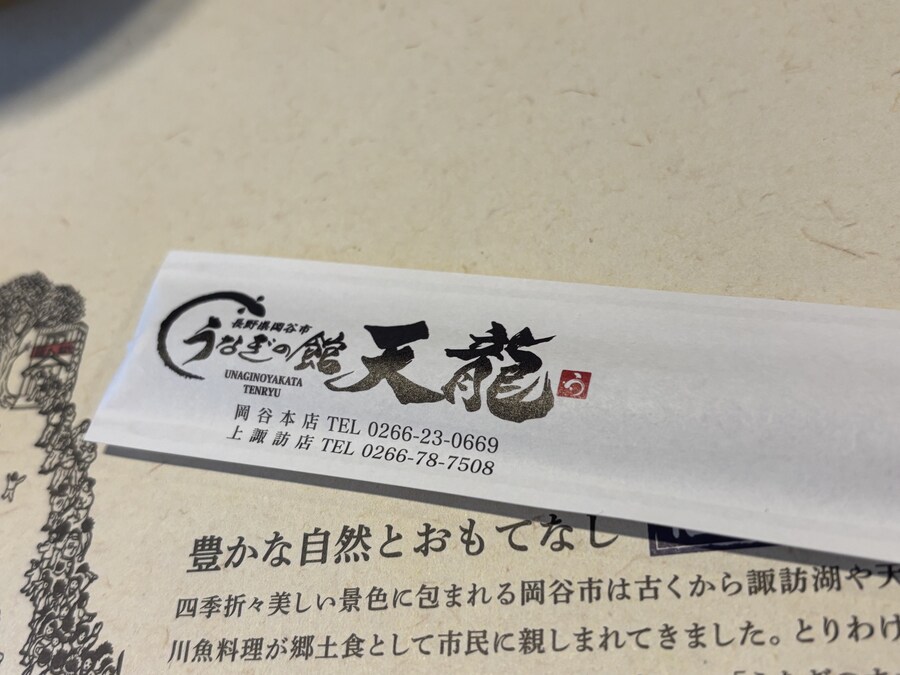 長野県岡谷市
うなぎの館 天龍
う
UNAGINOYAKATA
TENRYU
岡谷本店 TEL 0266-23-0669
上諏訪店 TEL 0266-78-7508
豊かな自然とおもてなし
四季折々美しい景色に包まれる岡谷市は古くから諏訪湖や天
川魚料理が郷土食として市民に親しまれてきました。とりわけ